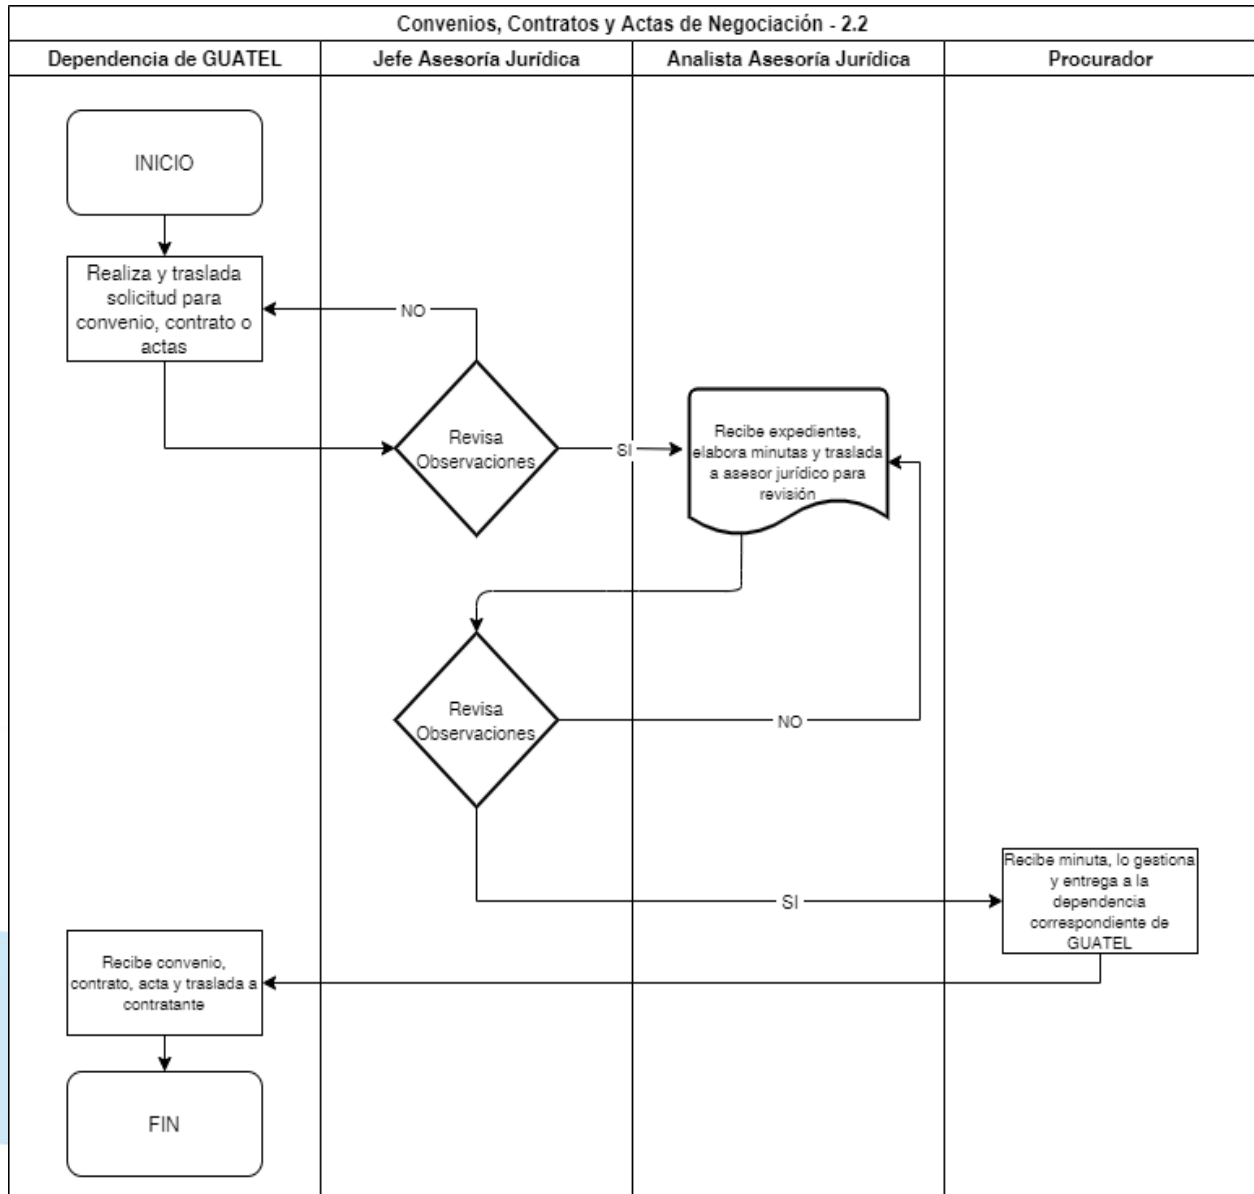 Convenios, Contratos y Actas de Negociación - 2.2
Dependencia de GUATEL
Jefe Asesoría Jurídica
Analista Asesoría Jurídica
Procurador
INICIO
Realiza y traslada
solicitud para
convenio, contrato o
actas
NO
Revisa
Observaciones
SI
Recibe expedientes,
elabora minutas y traslada
a asesor jurídico para
revisión
Revisa
Observaciones
NO
SI
Recibe minuta, lo gestiona
y entrega a la
dependencia
correspondiente de
GUATEL
Recibe convenio,
contrato, acta y traslada a
contratante
FIN